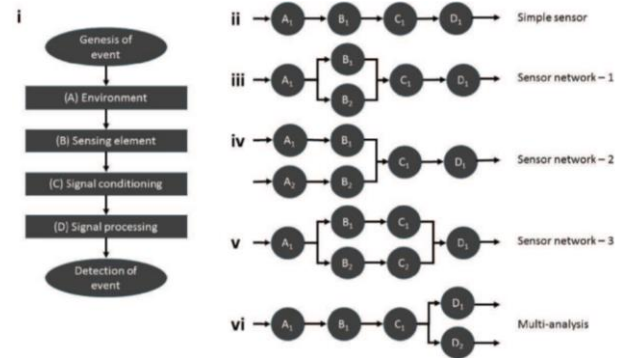 i
Genesis of
event
(A) Environment
(B) Sensing element
(C) Signal conditioning
(D) Signal processing
Detection of
event
ii A₁ B₁ C₁ D₁ Simple sensor
iii A₁ B₁ B₂ C₁ D₁ Sensor network – 1
iv A₁ B₁ A₂ B₂ C₁ D₁ Sensor network – 2
v A₁ B₁ C₁ B₂ C₂ D₁ Sensor network – 3
vi A₁ B₁ C₁ D₁ D₂ Multi-analysis